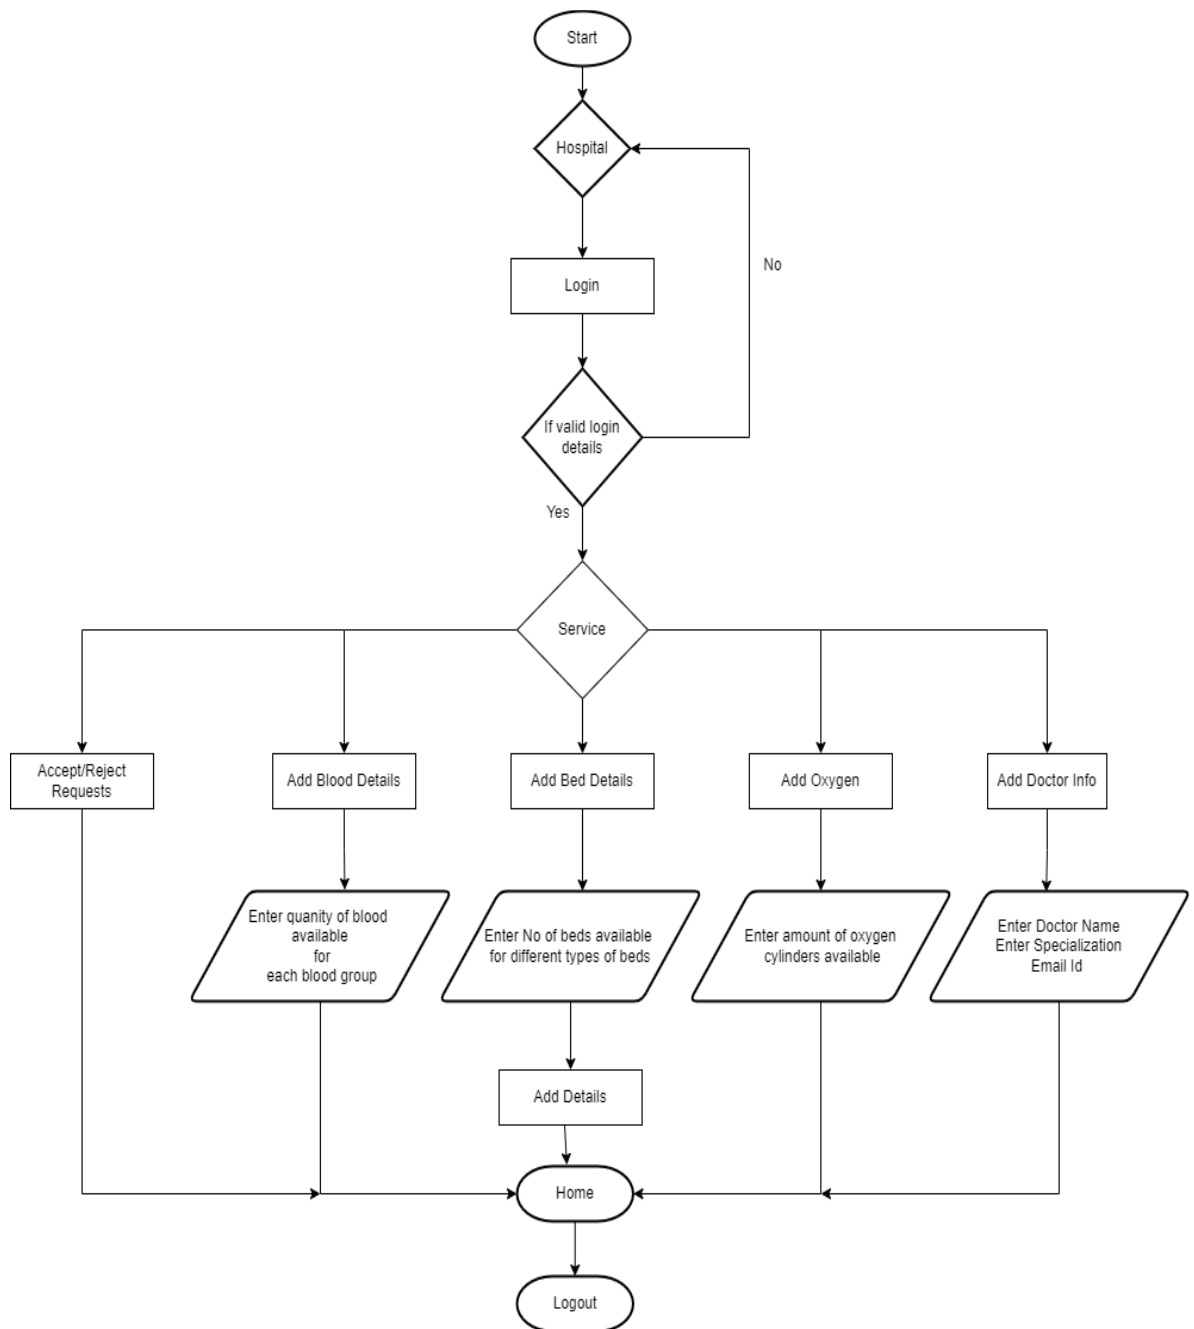 Start
Hospital
No
Login
If valid login
details
Yes
Service
Accept/Reject
Requests
Add Blood Details
Add Bed Details
Add Oxygen
Add Doctor Info
Enter quanity of blood
available
for
each blood group
Enter No of beds available
for different types of beds
Enter amount of oxygen
cylinders available
Enter Doctor Name
Enter Specialization
Email Id
Add Details
Home
Logout